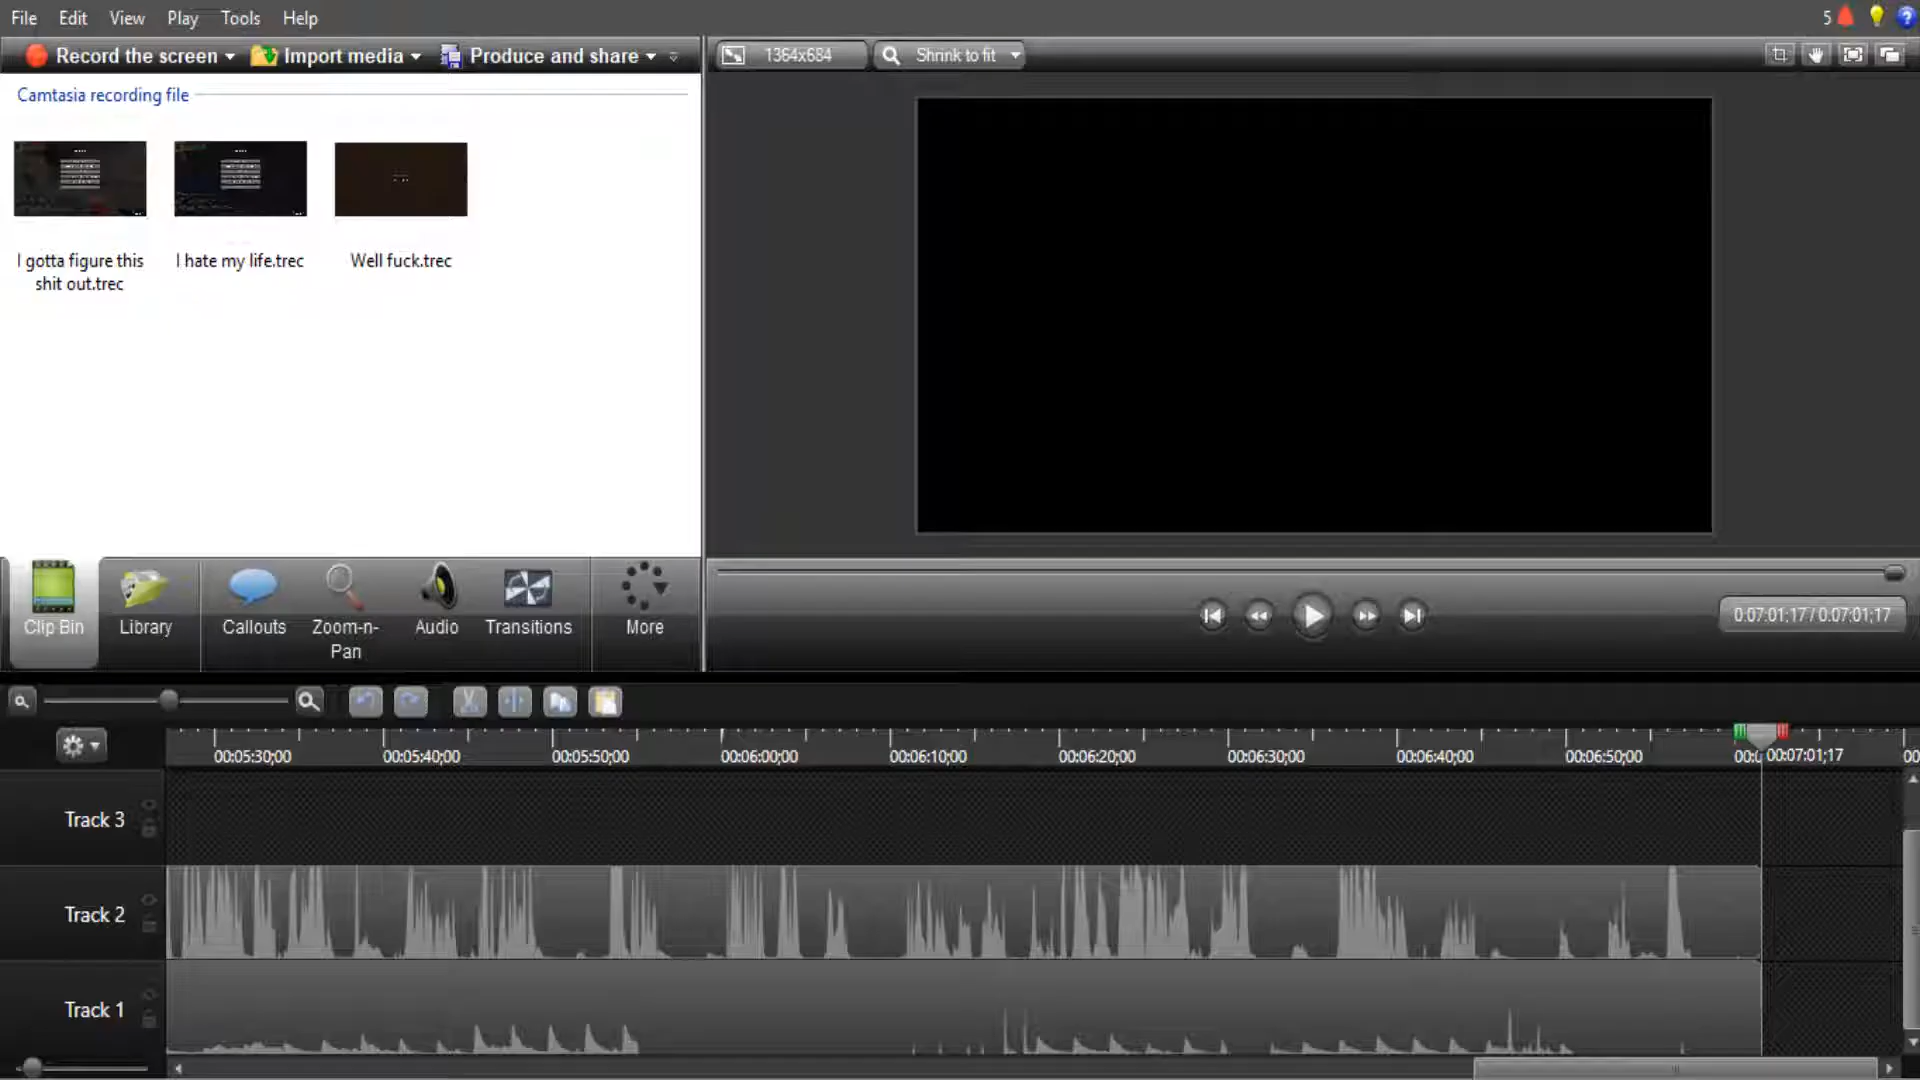 File Edit View Play Tools Help
5
Record the screen Import media Produce and share
1364x684 Shrink to fit
Camtasia recording file
I gotta figure this
shit out.trec
I hate my life.trec
Well fuck.trec
Clip Bin Library Callouts Zoom-n-
Pan
Audio Transitions More
0:07:01;17 / 0:07:01;17
00:05:30;00 00:05:40;00 00:05:50;00 00:06:00;00 00:06:10;00 00:06:20;00 00:06:30;00 00:06:40;00 00:06:50;00 00:0 00:07:01;17 00
Track 3
Track 2
Track 1